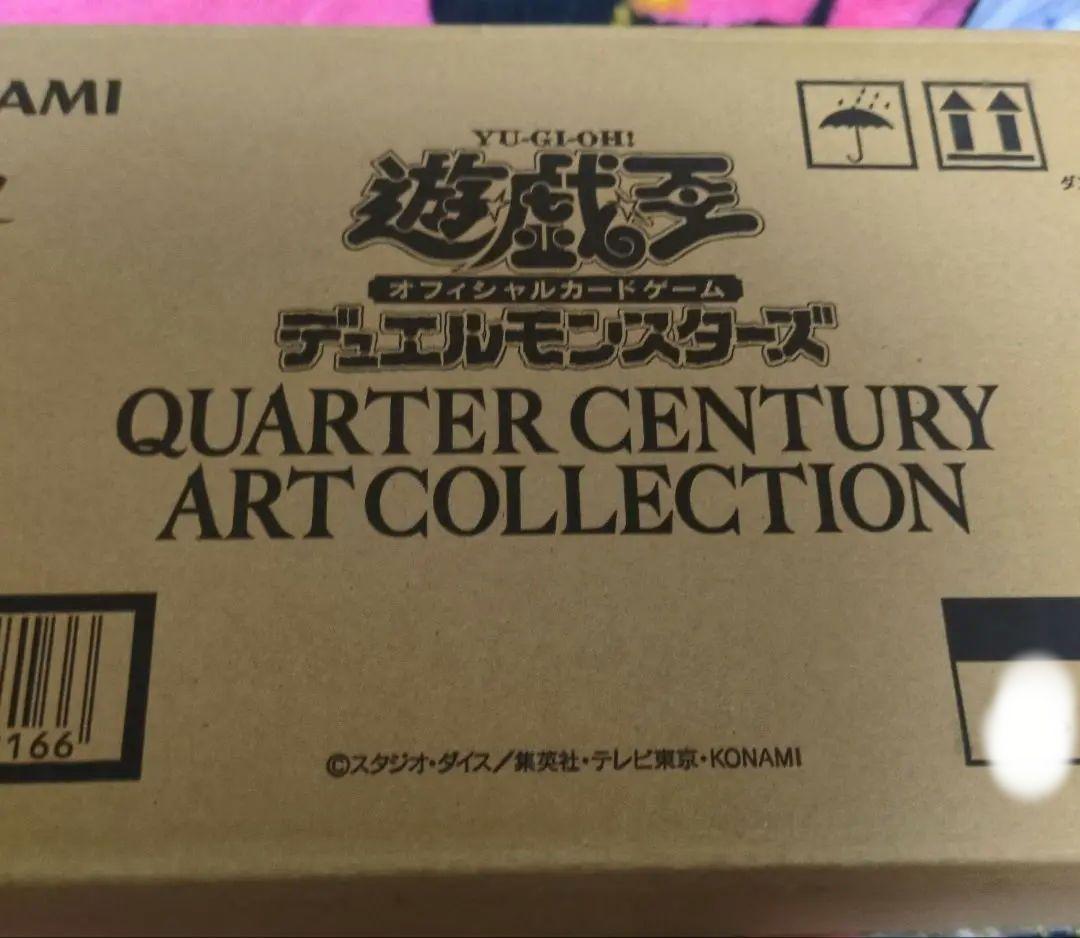 AMI
YU-GI-OH!
遊戯王
オフィシャルカードゲーム
デュエルモンスターズ
QUARTER CENTURY
ART COLLECTION
166
©スタジオ・ダイス／集英社・テレビ東京・KONAMI